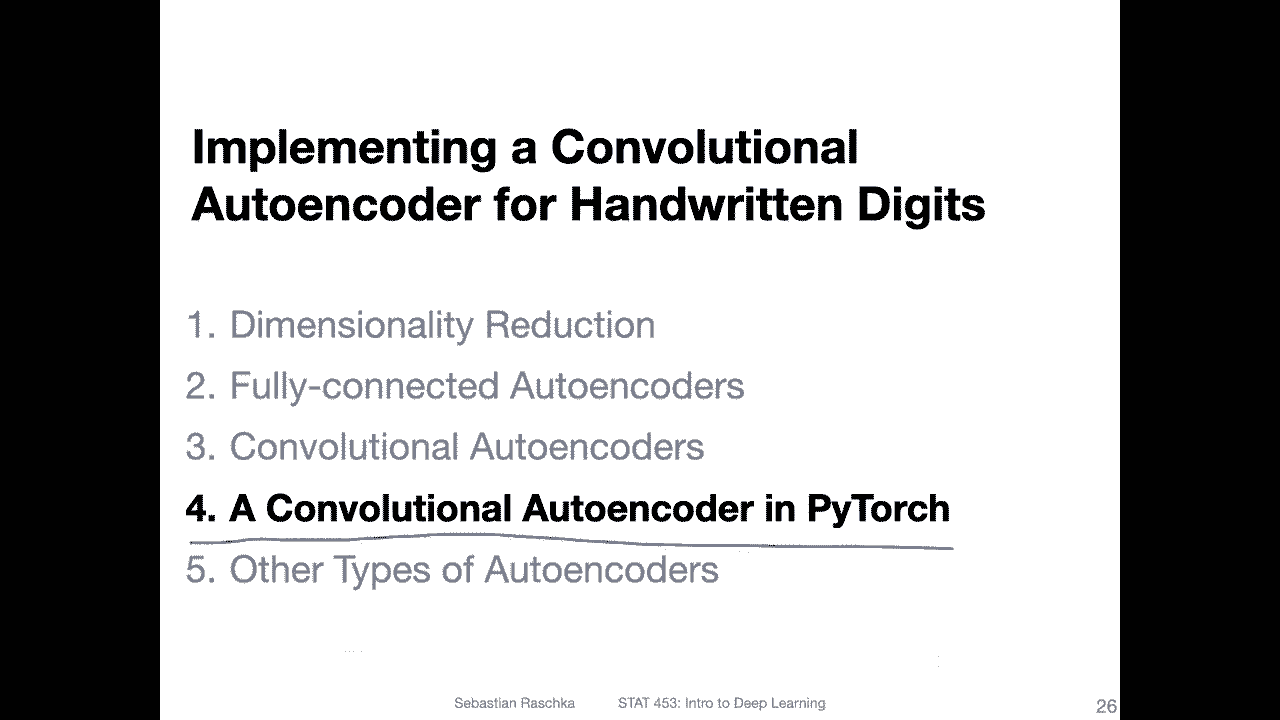 Implementing a Convolutional
Autoencoder for Handwritten Digits
1. Dimensionality Reduction
2. Fully-connected Autoencoders
3. Convolutional Autoencoders
4. A Convolutional Autoencoder in PyTorch
5. Other Types of Autoencoders
Sebastian Raschka STAT 453: Intro to Deep Learning 26